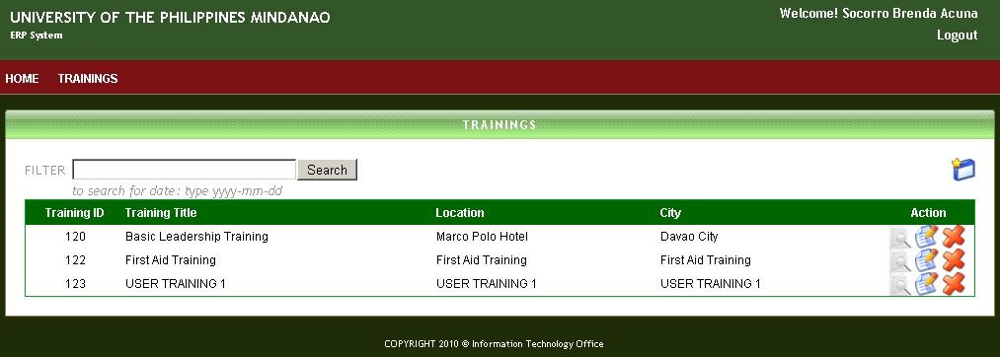 UNIVERSITY OF THE PHILIPPINES MINDANAO
ERP System
Welcome! Socorro Brenda Acuna
Logout
HOME TRAININGS
TRAININGS
FILTER Search
to search for date: type yyyy-mm-dd
Training ID Training Title Location City Action
120 Basic Leadership Training Marco Polo Hotel Davao City
122 First Aid Training First Aid Training First Aid Training
123 USER TRAINING 1 USER TRAINING 1 USER TRAINING 1
COPYRIGHT 2010 © Information Technology Office